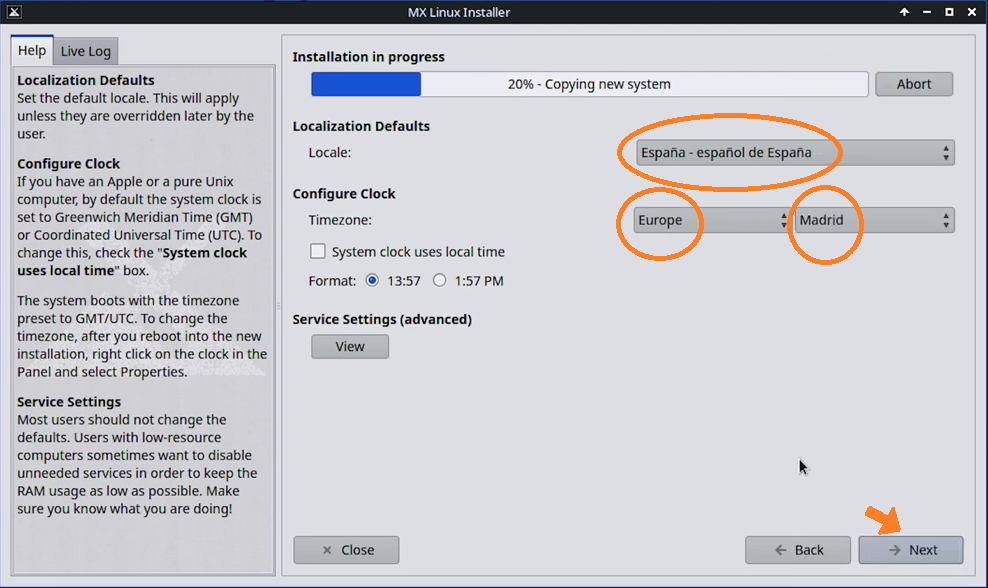 MX Linux Installer
Help
Live Log
Localization Defaults
Set the default locale. This will apply
unless they are overridden later by the
user.
Configure Clock
If you have an Apple or a pure Unix
computer, by default the system clock is
set to Greenwich Meridian Time (GMT)
or Coordinated Universal Time (UTC). To
change this, check the "System clock
uses local time" box.
The system boots with the timezone
preset to GMT/UTC. To change the
timezone, after you reboot into the new
installation, right click on the clock in the
Panel and select Properties.
Service Settings
Most users should not change the
defaults. Users with low-resource
computers sometimes want to disable
unneeded services in order to keep the
RAM usage as low as possible. Make
sure you know what you are doing!
Installation in progress
20% - Copying new system
Abort
Localization Defaults
Locale:
España - español de España
Configure Clock
Timezone:
Europe
Madrid
System clock uses local time
Format:
13:57
1:57 PM
Service Settings (advanced)
View
Close
Back
Next